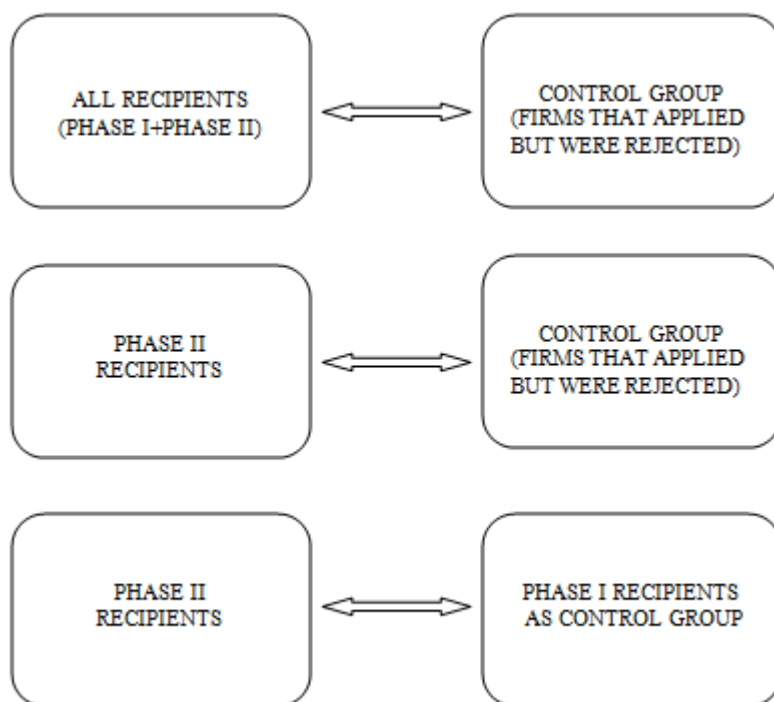 ALL RECIPIENTS
(PHASE I+PHASE II)
CONTROL GROUP
(FIRMS THAT APPLIED
BUT WERE REJECTED)
PHASE II
RECIPIENTS
CONTROL GROUP
(FIRMS THAT APPLIED
BUT WERE REJECTED)
PHASE II
RECIPIENTS
PHASE I RECIPIENTS
AS CONTROL GROUP